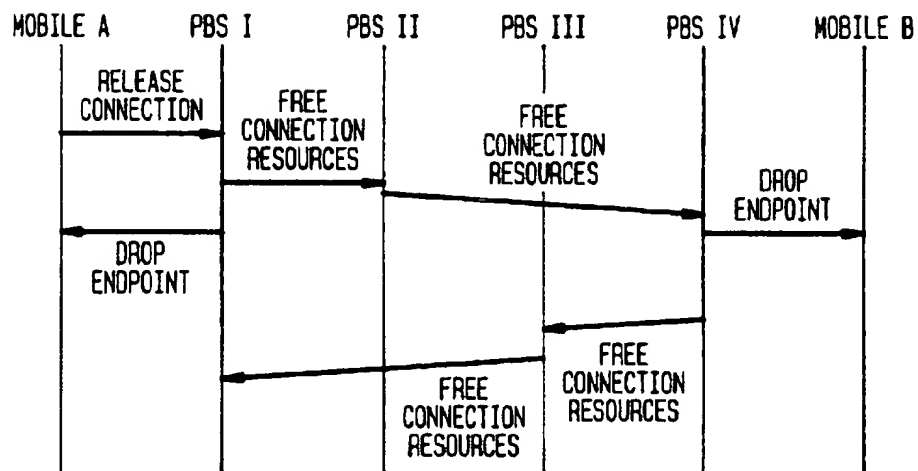 MOBILE A PBS I PBS II PBS III PBS IV MOBILE B
RELEASE
CONNECTION
FREE
CONNECTION
RESOURCES
FREE
CONNECTION
RESOURCES
DROP
ENDPOINT
DROP
ENDPOINT
FREE
CONNECTION
RESOURCES
FREE
CONNECTION
RESOURCES